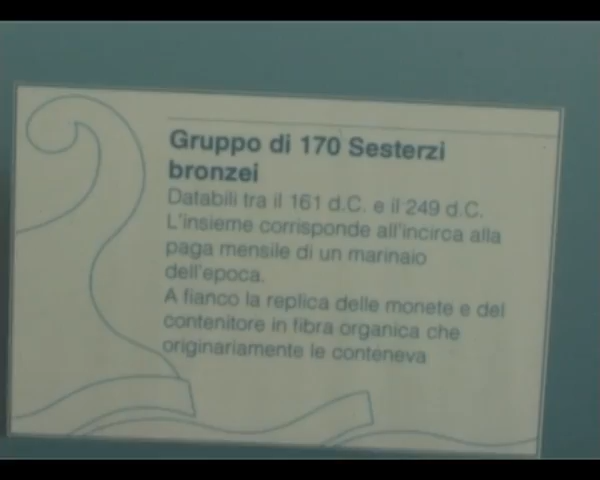 Gruppo di 170 Sesterzi
bronzei
Databili tra il 161 d.C. e il 249 d.C.
L'insieme corrisponde all'incirca alla
paga mensile di un marinaio
dell'epoca.
A fianco la replica delle monete e del
contenitore in fibra organica che
originariamente le conteneva